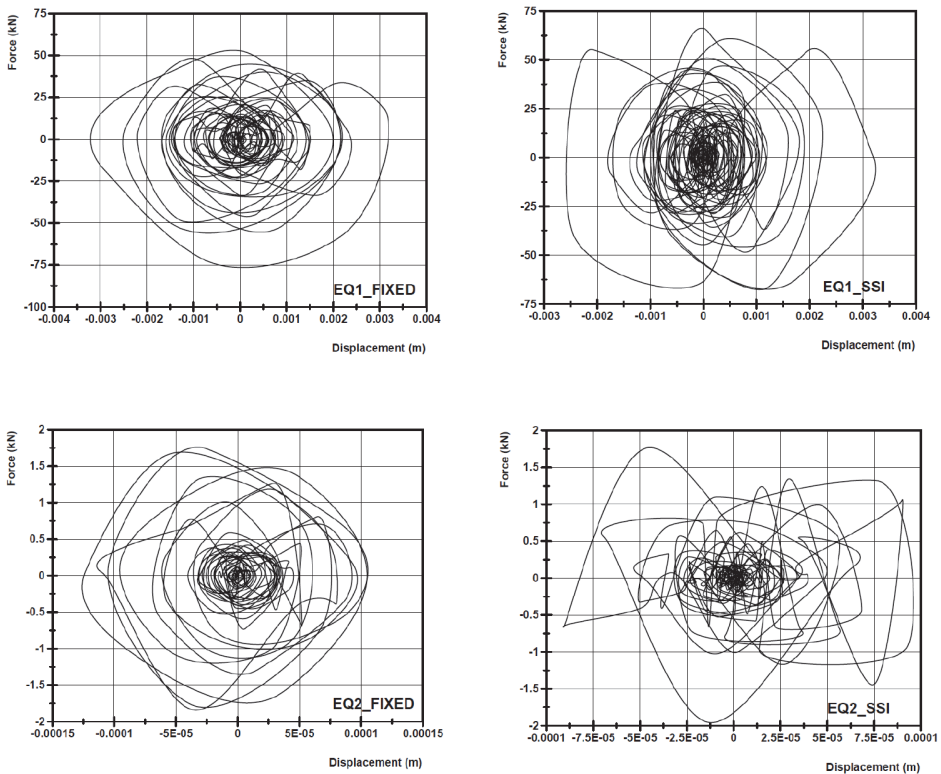 Force (kN)
75
50
25
0
-25
-50
-75
-100
-0.004
-0.003
-0.002
-0.001
0
0.001
0.002
0.003
0.004
EQ1_FIXED
Displacement (m)
Force (kN)
75
50
25
0
-25
-50
-75
-0.003
-0.002
-0.001
0
0.001
0.002
0.003
0.004
EQ1_SSI
Displacement (m)
Force (kN)
2
1.5
1
0.5
0
-0.5
-1
-1.5
-2
-0.00015
-0.0001
-5E-05
0
5E-05
0.0001
0.00015
EQ2_FIXED
Displacement (m)
Force (kN)
2
1.5
1
0.5
0
-0.5
-1
-1.5
-2
-0.0001
-7.5E-05
-5E-05
-2.5E-05
0
2.5E-05
5E-05
7.5E-05
0.0001
EQ2_SSI
Displacement (m)